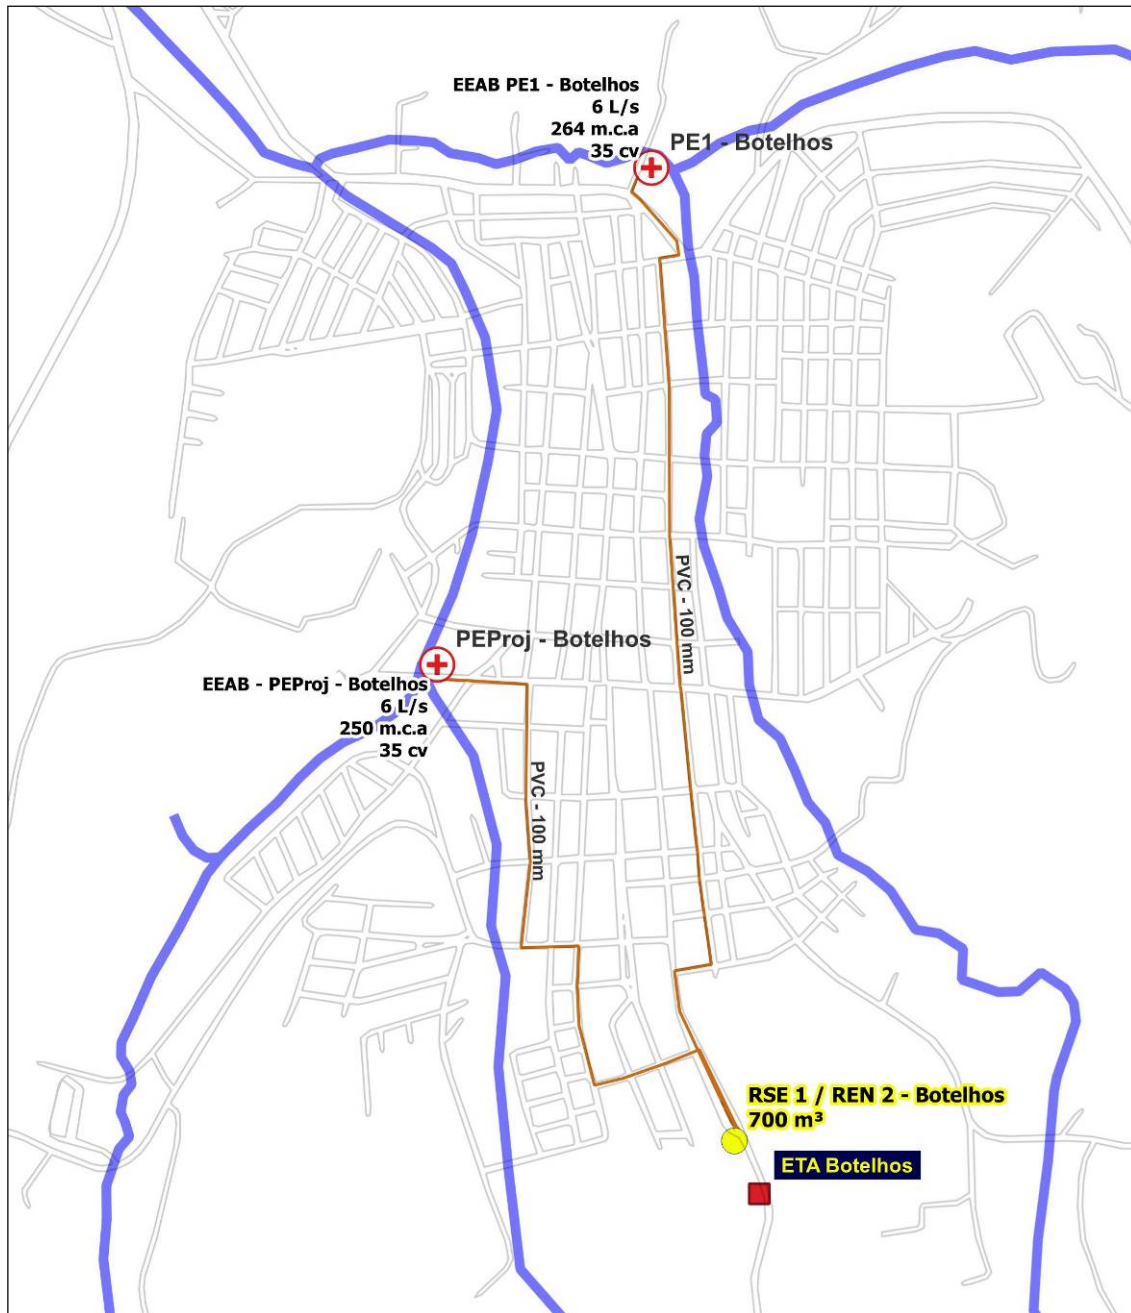 EEAB PE1 - Botelhos
6 L/s
264 m.c.a
35 cv
PE1 - Botelhos
PVC - 100 mm
PEProj - Botelhos
EEAB - PEProj - Botelhos
6 L/s
250 m.c.a
35 cv
PVC - 100 mm
RSE 1 / REN 2 - Botelhos
700 m³
ETA Botelhos